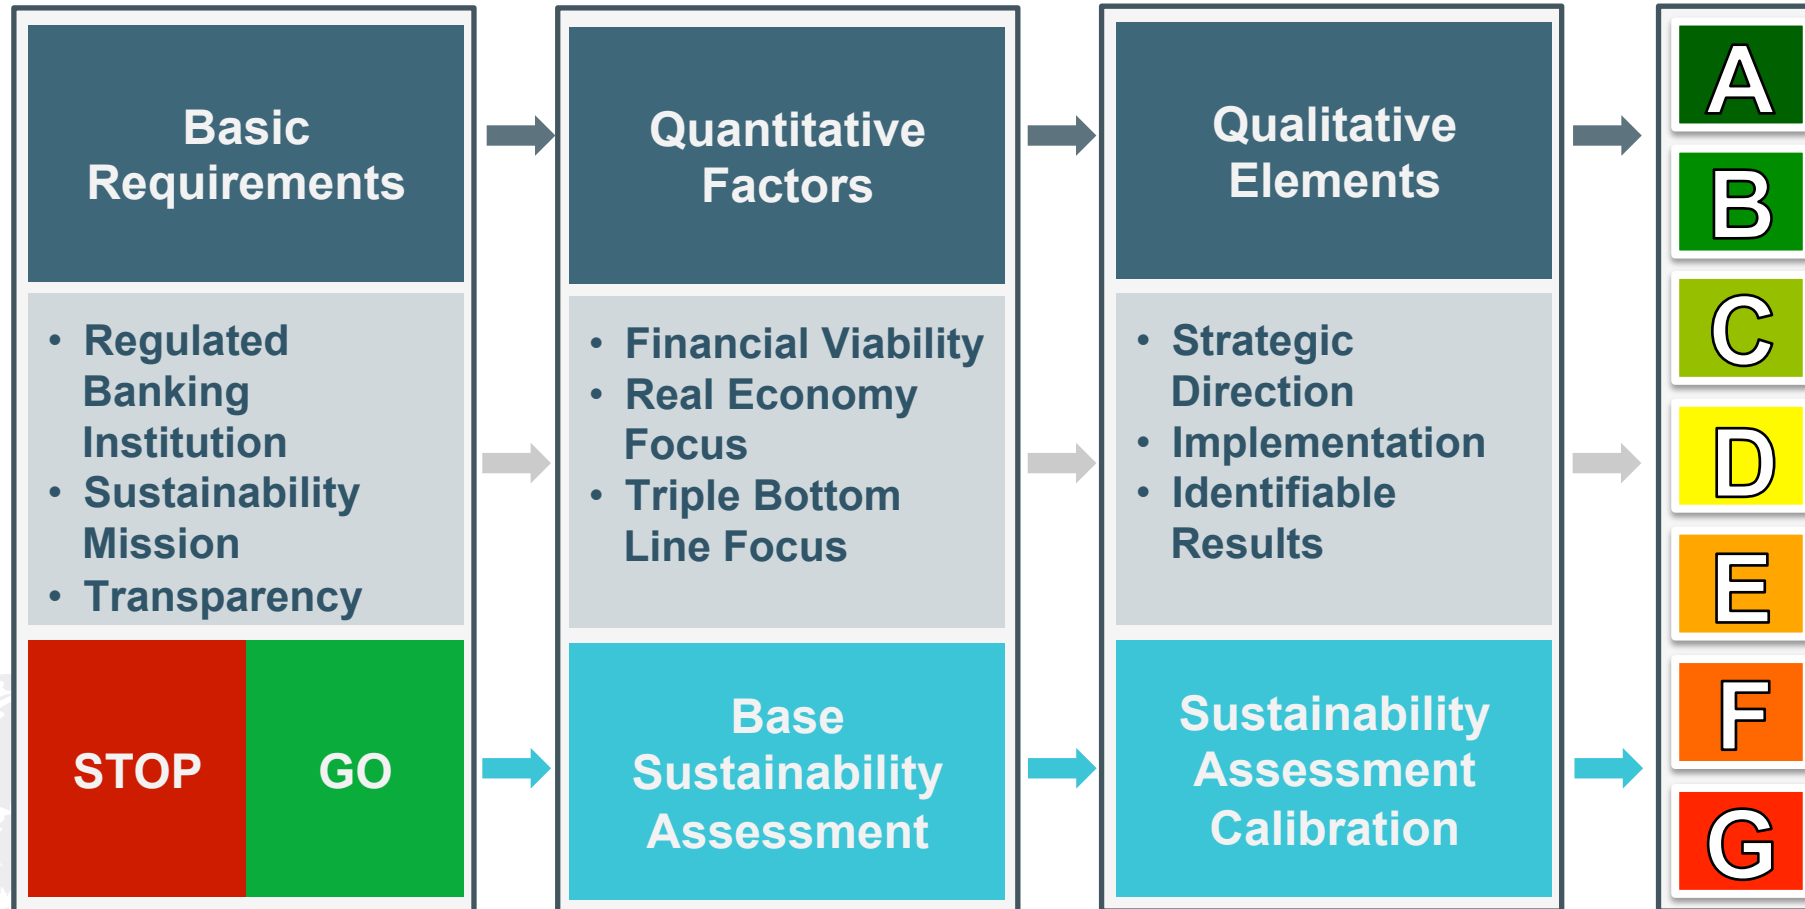 Basic
Requirements
• Regulated
Banking
Institution
• Sustainability
Mission
• Transparency
STOP
GO
Quantitative
Factors
• Financial Viability
• Real Economy
Focus
• Triple Bottom
Line Focus
Base
Sustainability
Assessment
Qualitative
Elements
• Strategic
Direction
• Implementation
• Identifiable
Results
Sustainability
Assessment
Calibration
A
B
C
D
E
F
G